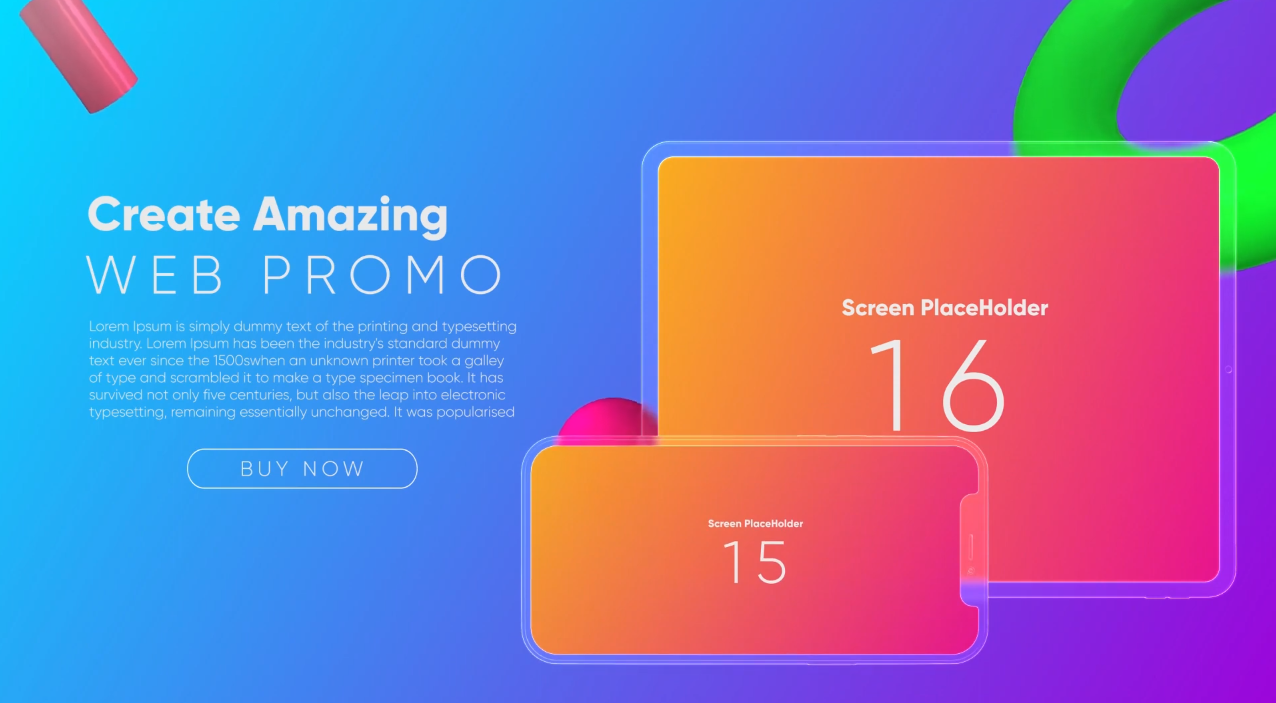 Create Amazing
WEB PROMO
Lorem Ipsum is simply dummy text of the printing and typesetting
industry. Lorem Ipsum has been the industry's standard dummy
text ever since the 1500swhen an unknown printer took a galley
of type and scrambled it to make a type specimen book. It has
survived not only five centuries, but also the leap into electronic
typesetting, remaining essentially unchanged. It was popularised
BUY NOW
Screen PlaceHolder
16
Screen PlaceHolder
15